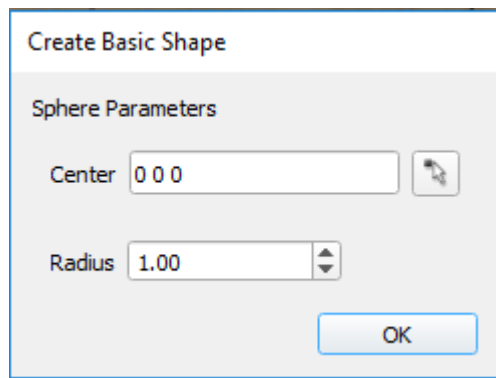 Create Basic Shape
Sphere Parameters
Center 0 0 0
Radius 1.00
OK